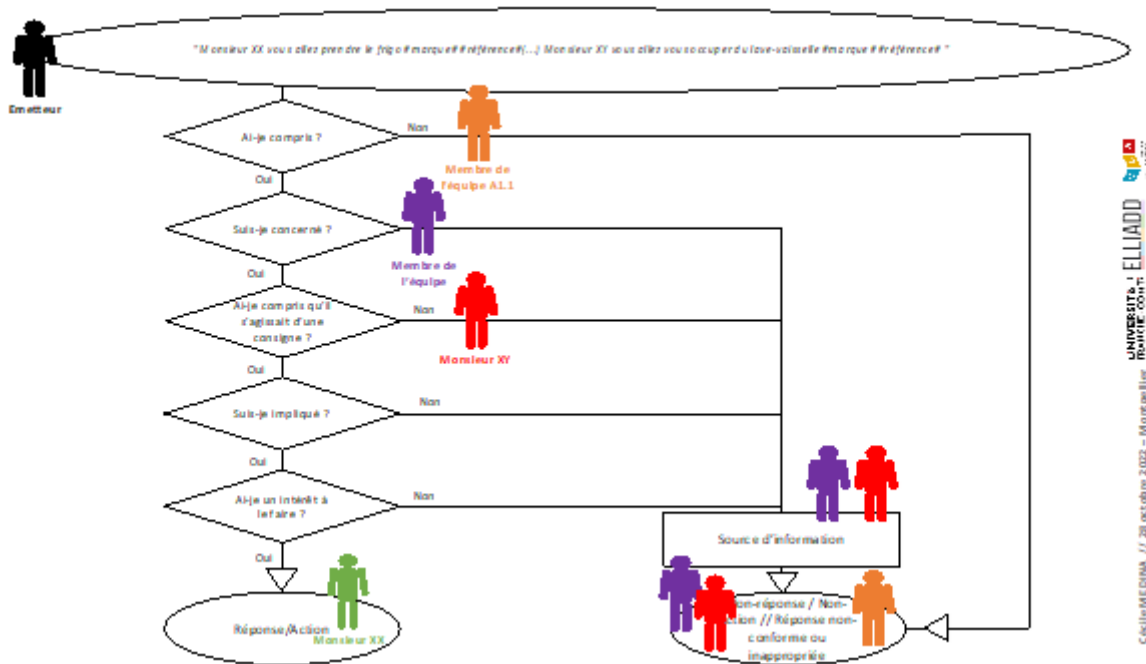 "Monsieur XX vous allez prendre le frigo #marque# #référence#(...) Monsieur XY vous allez vous occuper du lave-vaisselle #marque# #référence# "
Emetteur
Ai-je compris ?
Non
Membre de
l'équipe A1.1
Oui
Suis-je concerné ?
Membre de
l'équipe
Oui
Ai-je compris qu'il
s'agissait d'une
consigne ?
Non
Monsieur XY
Oui
Suis-je impliqué ?
Non
Oui
Ai-je un intérêt à
le faire ?
Non
Source d'information
Oui
Réponse/Action
Monsieur XX
Non-réponse / Non-
Action // Réponse non-
conforme ou
inappropriée
ELLIADD
UNIVERSITÉ
FRANCHE-COMT
Cécile MEDINA // 28 octobre 2022 – Montpellier